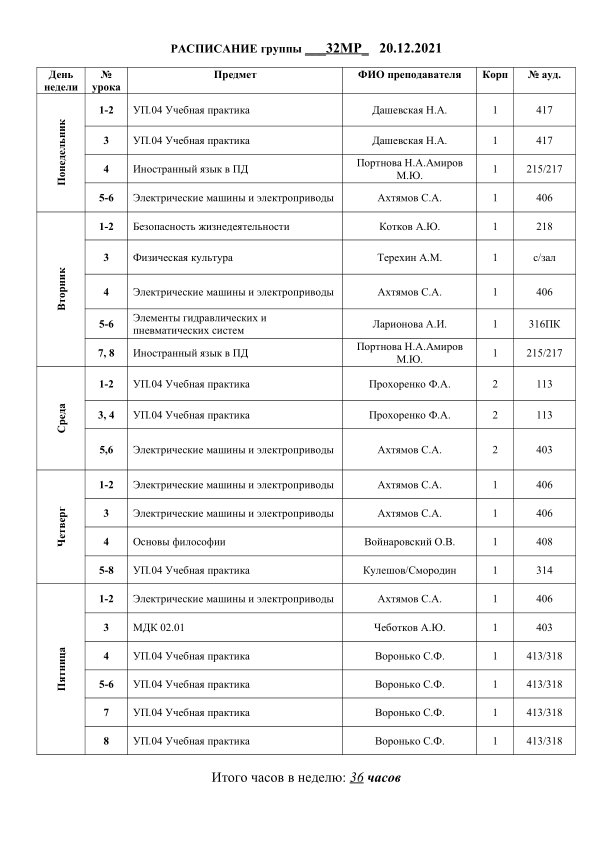 РАСПИСАНИЕ группы ___32МР_ 20.12.2021
День недели № урока Предмет ФИО преподавателя Корп № ауд.
Понедельник
1-2 УП.04 Учебная практика Дашевская Н.А. 1 417
3 УП.04 Учебная практика Дашевская Н.А. 1 417
4 Иностранный язык в ПД Портнова Н.А.Амиров М.Ю. 1 215/217
5-6 Электрические машины и электроприводы Ахтямов С.А. 1 406
Вторник
1-2 Безопасность жизнедеятельности Котков А.Ю. 1 218
3 Физическая культура Терехин А.М. 1 с/зал
4 Электрические машины и электроприводы Ахтямов С.А. 1 406
5-6 Элементы гидравлических и пневматических систем Ларионова А.И. 1 316ПК
7, 8 Иностранный язык в ПД Портнова Н.А.Амиров М.Ю. 1 215/217
Среда
1-2 УП.04 Учебная практика Прохоренко Ф.А. 2 113
3, 4 УП.04 Учебная практика Прохоренко Ф.А. 2 113
5,6 Электрические машины и электроприводы Ахтямов С.А. 2 403
Четверг
1-2 Электрические машины и электроприводы Ахтямов С.А. 1 406
3 Электрические машины и электроприводы Ахтямов С.А. 1 406
4 Основы философии Войнаровский О.В. 1 408
5-8 УП.04 Учебная практика Кулешов/Смородин 1 314
Пятница
1-2 Электрические машины и электроприводы Ахтямов С.А. 1 406
3 МДК 02.01 Чеботков А.Ю. 1 403
4 УП.04 Учебная практика Воронько С.Ф. 1 413/318
5-6 УП.04 Учебная практика Воронько С.Ф. 1 413/318
7 УП.04 Учебная практика Воронько С.Ф. 1 413/318
8 УП.04 Учебная практика Воронько С.Ф. 1 413/318
Итого часов в неделю: 36 часов